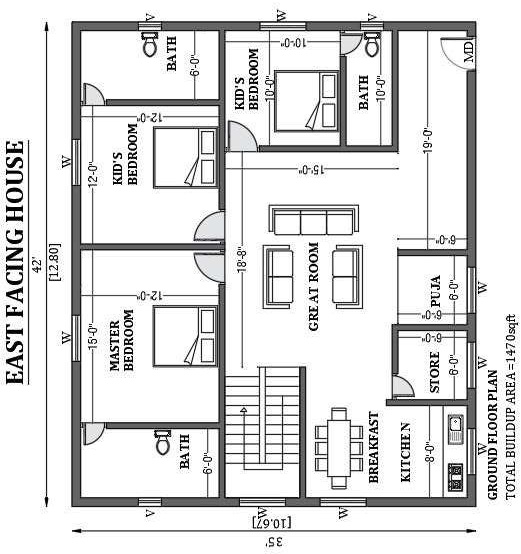 EAST FACING HOUSE
42'
[12.80]
V
W
V
BATH
6'-0"
10'-0"
KID'S
BEDROOM
10'-0"
BATH
10'-0"
MD
19'-0"
12'-0"
KID'S
BEDROOM
12'-0"
W
15'-0"
6'-0"
18'-8"
GREAT ROOM
12'-0"
MASTER
BEDROOM
15'-0"
W
PUJA
6'-0"
6'-0"
W
6'-0"
STORE
6'-0"
W
BATH
6'-0"
BREAKFAST
KITCHEN
8'-0"
W
V
W
W
35'
[10.67]
GROUND FLOOR PLAN
TOTAL BUILDUP AREA=1470sqft